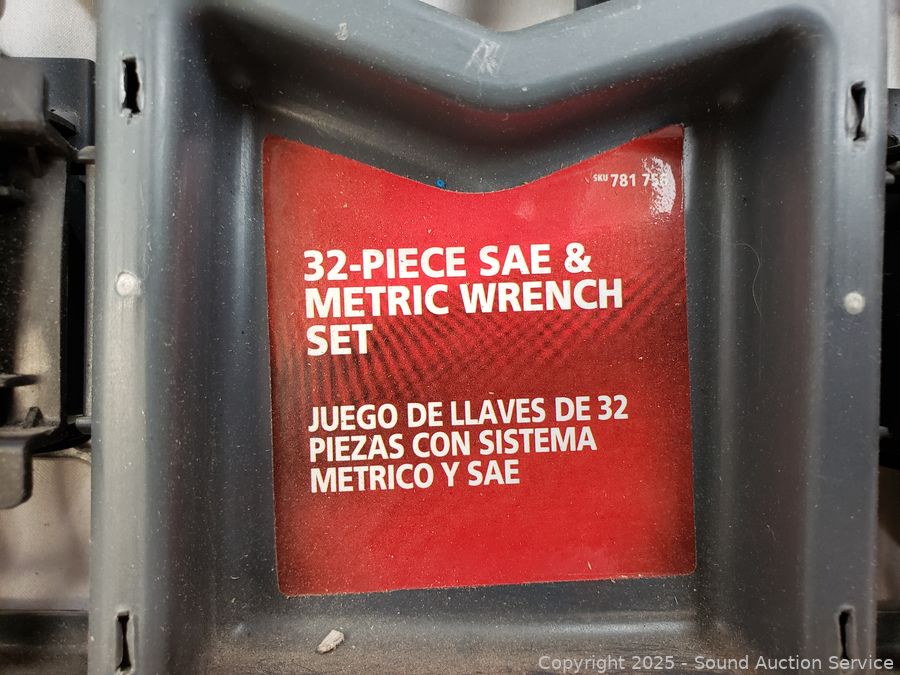 SKU 781 756
32-PIECE SAE &
METRIC WRENCH
SET
JUEGO DE LLAVES DE 32
PIEZAS CON SISTEMA
METRICO Y SAE
Copyright 2025 - Sound Auction Service